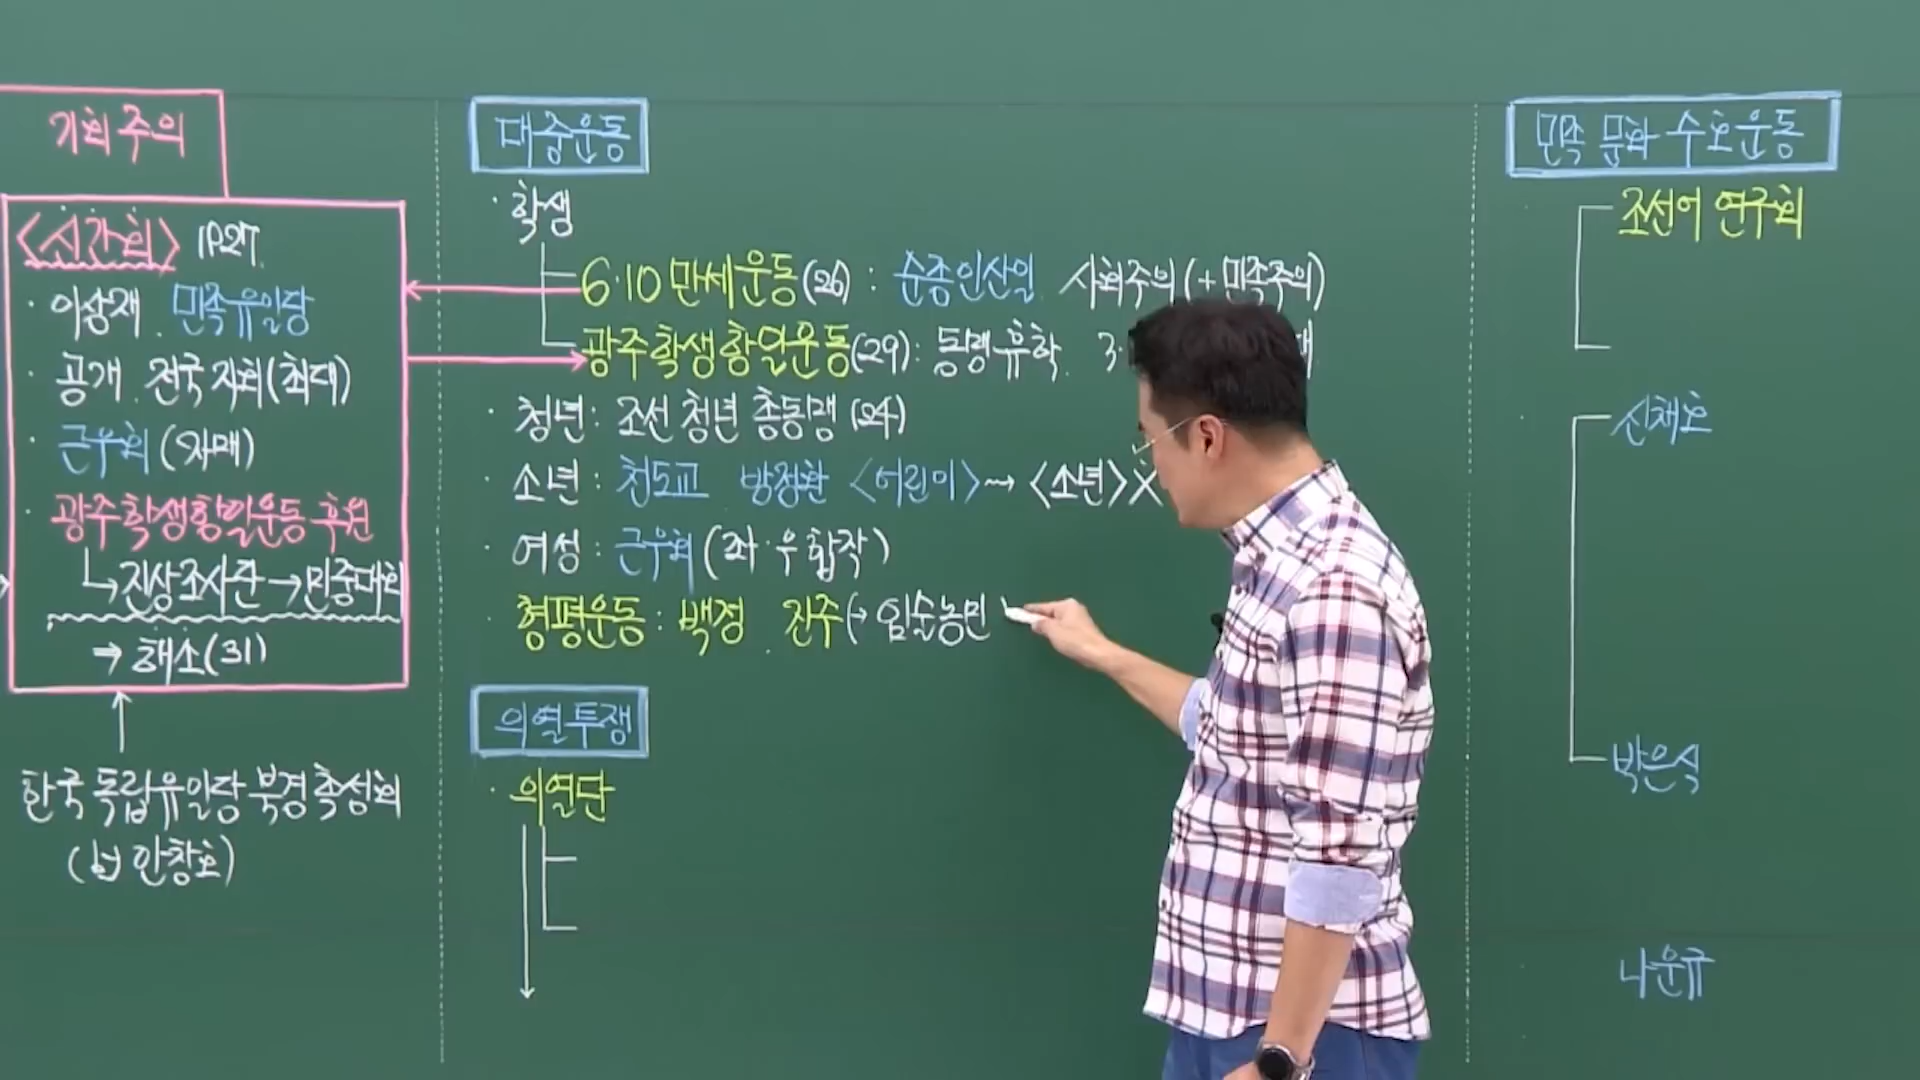 기회주의
<신간회> 1927.
· 이상재. 민족유일당
· 공개. 전국지회(최대)
· 근우회 (자매)
· 광주학생항일운동 후원
↳ 진상조사단 → 민중대회
⇒ 해소(31)
한국독립유일당 북경촉성회
(by 안창호)
대중운동
· 학생
6·10 만세운동(26) : 순종인산일. 사회주의(+민족주의)
광주학생항일운동(29) : 동맹휴학. 3·
· 청년 : 조선 청년 총동맹 (24)
· 소년 : 천도교 방정환 <어린이> ⇝ <소년>X
· 여성 : 근우회 (좌·우 합작)
· 형평운동 : 백정. 진주(→ 임술농민
의열투쟁
· 의열단
민족 문화 수호운동
조선어 연구회
신채호
박은식
나운규